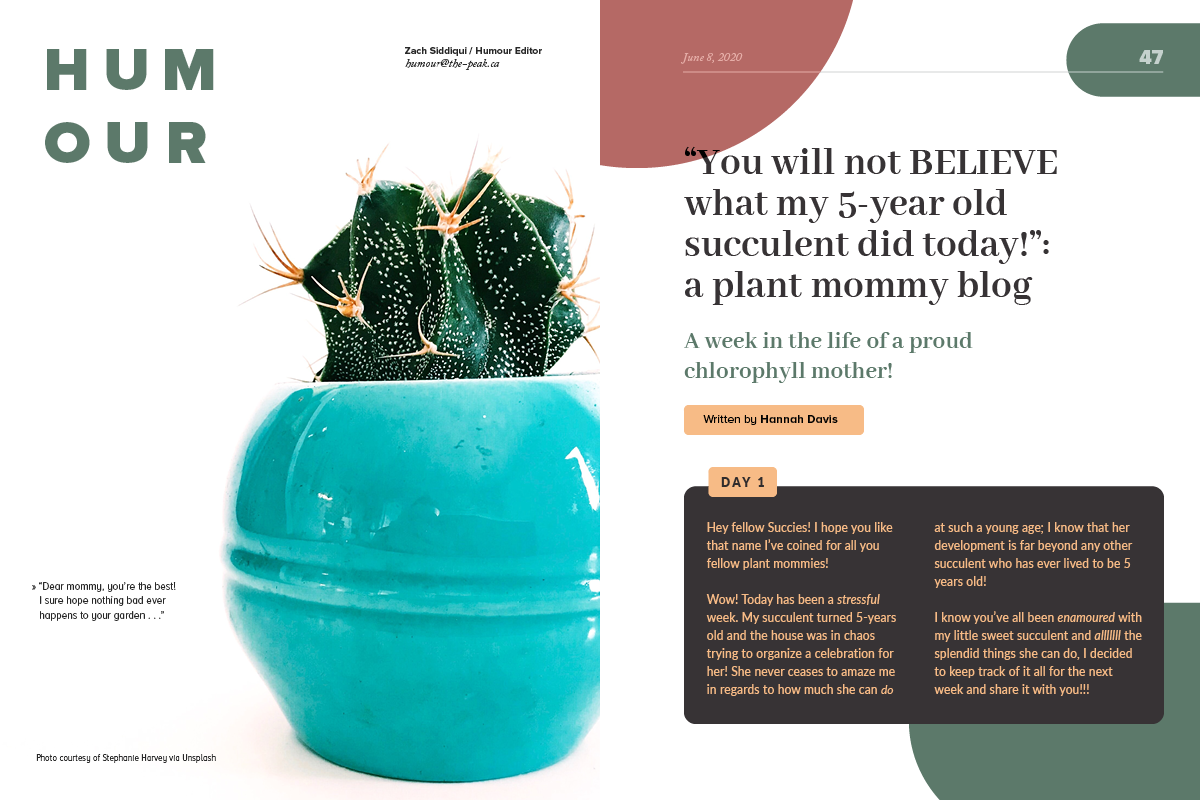 HUM
OUR
Zach Siddiqui / Humour Editor
humour@the-peak.ca
» “Dear mommy, you’re the best!
I sure hope nothing bad ever
happens to your garden . . .”
Photo courtesy of Stephanie Harvey via Unsplash
June 8, 2020
47
“You will not BELIEVE
what my 5-year old
succulent did today!”:
a plant mommy blog
A week in the life of a proud
chlorophyll mother!
Written by Hannah Davis
DAY 1
Hey fellow Succies! I hope you like
that name I’ve coined for all you
fellow plant mommies!
Wow! Today has been a stressful
week. My succulent turned 5-years
old and the house was in chaos
trying to organize a celebration for
her! She never ceases to amaze me
in regards to how much she can do
at such a young age; I know that her
development is far beyond any other
succulent who has ever lived to be 5
years old!
I know you’ve all been enamoured with
my little sweet succulent and alllllll the
splendid things she can do, I decided
to keep track of it all for the next
week and share it with you!!!